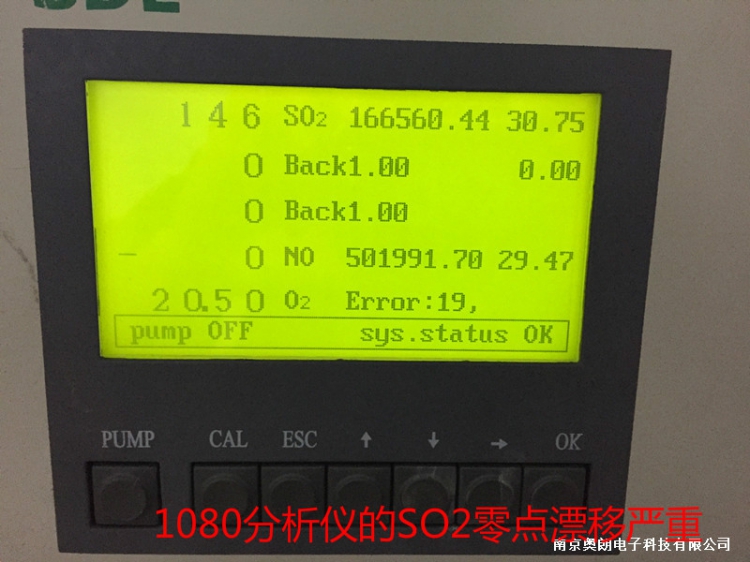 146 SO2 166560.44 30.75
0 Back1.00 0.00
0 Back1.00
- 0 NO 501991.70 29.47
20.50 O2 Error:19,
pump OFF sys.status OK
PUMP CAL ESC ↑ ↓ → OK
1080分析仪的SO2零点漂移严重
南京奥朗电子科技有限公司